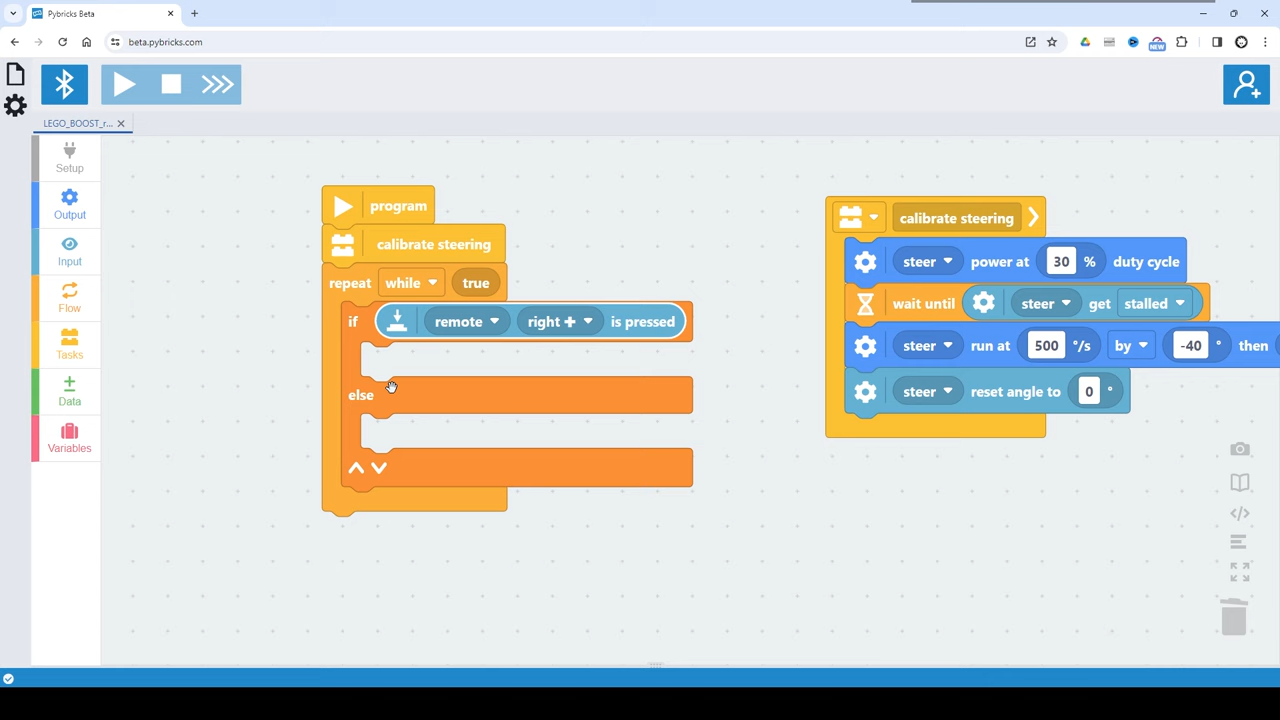 Pybricks Beta
beta.pybricks.com
NEW
LEGO_BOOST_r...
Setup
Output
Input
Flow
Tasks
Data
Variables
program
calibrate steering
repeat while true
if remote right + is pressed
else
calibrate steering
steer power at 30 % duty cycle
wait until steer get stalled
steer run at 500 °/s by -40 ° then
steer reset angle to 0 °